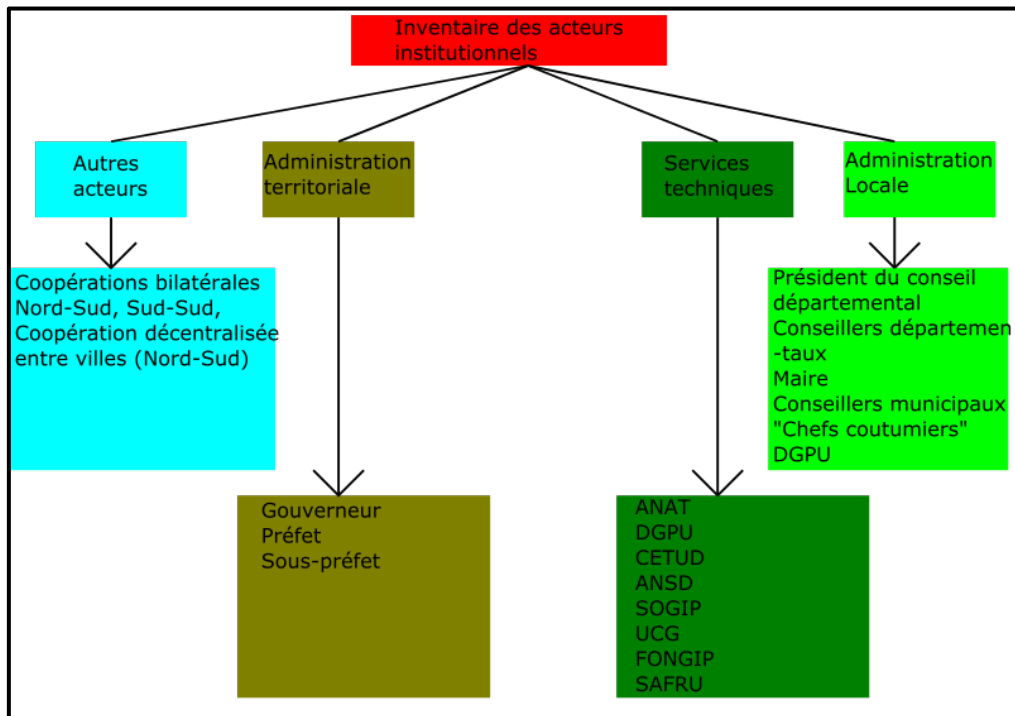 Inventaire des acteurs
institutionnels
Autres
acteurs
Administration
territoriale
Services
techniques
Administration
Locale
Coopérations bilatérales
Nord-Sud, Sud-Sud,
Coopération décentralisée
entre villes (Nord-Sud)
Gouverneur
Préfet
Sous-préfet
ANAT
DGPU
CETUD
ANSD
SOGIP
UCG
FONGIP
SAFRU
Président du conseil
départemental
Conseillers départemen
-taux
Maire
Conseillers municipaux
"Chefs coutumiers"
DGPU